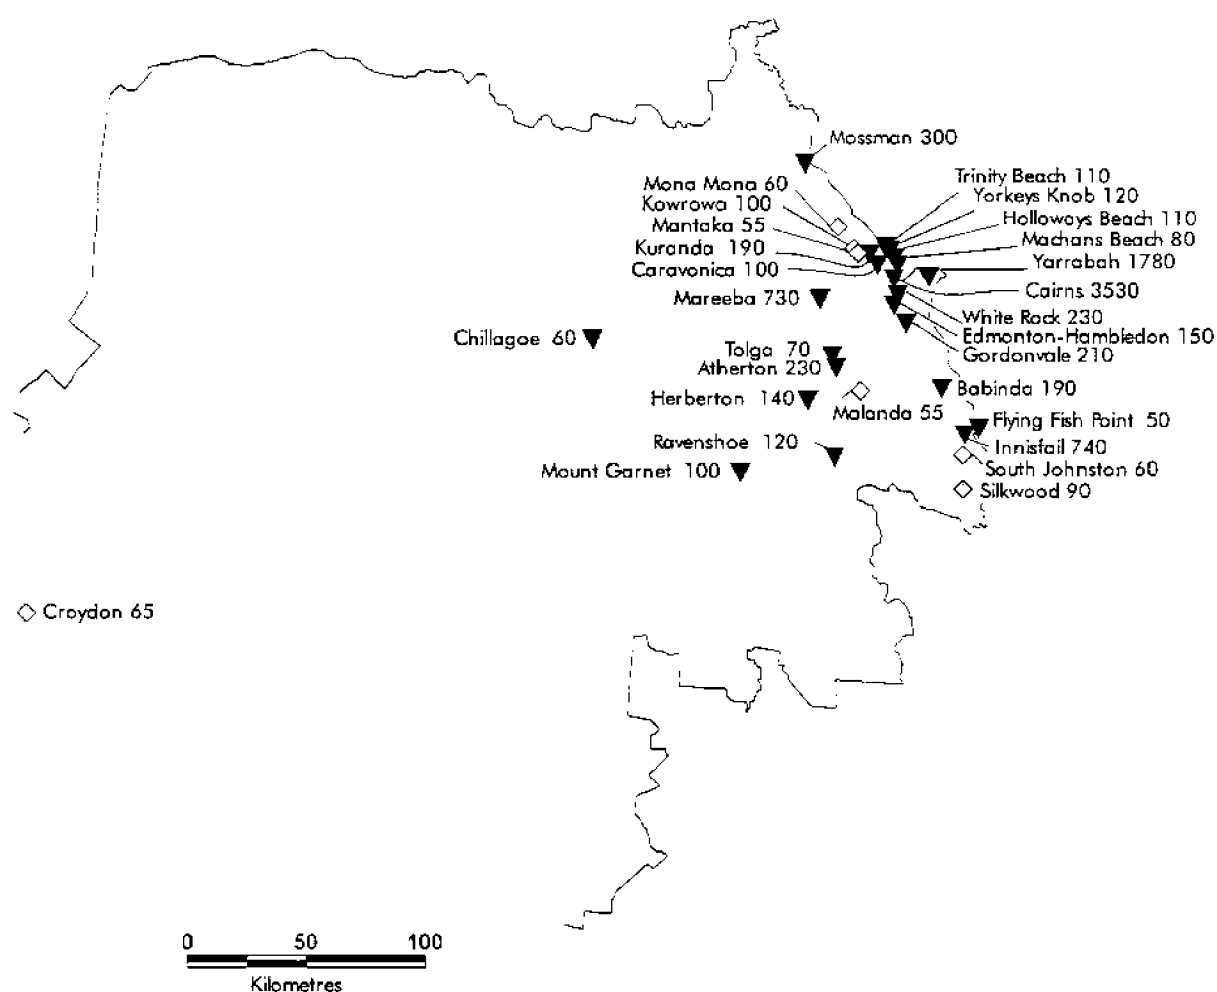 Mossman 300
Mona Mona 60
Kowrowa 100
Mantaka 55
Kuranda 190
Caravonica 100
Trinity Beach 110
Yorkeys Knob 120
Holloways Beach 110
Machans Beach 80
Yarrabah 1780
Cairns 3530
White Rock 230
Edmonton-Hambledon 150
Gordonvale 210
Mareeba 730
Chillagoe 60
Tolga 70
Atherton 230
Herberton 140
Malanda 55
Babinda 190
Ravenshoe 120
Mount Garnet 100
Flying Fish Point 50
Innisfail 740
South Johnston 60
Silkwood 90
Croydon 65
0 50 100
Kilometres